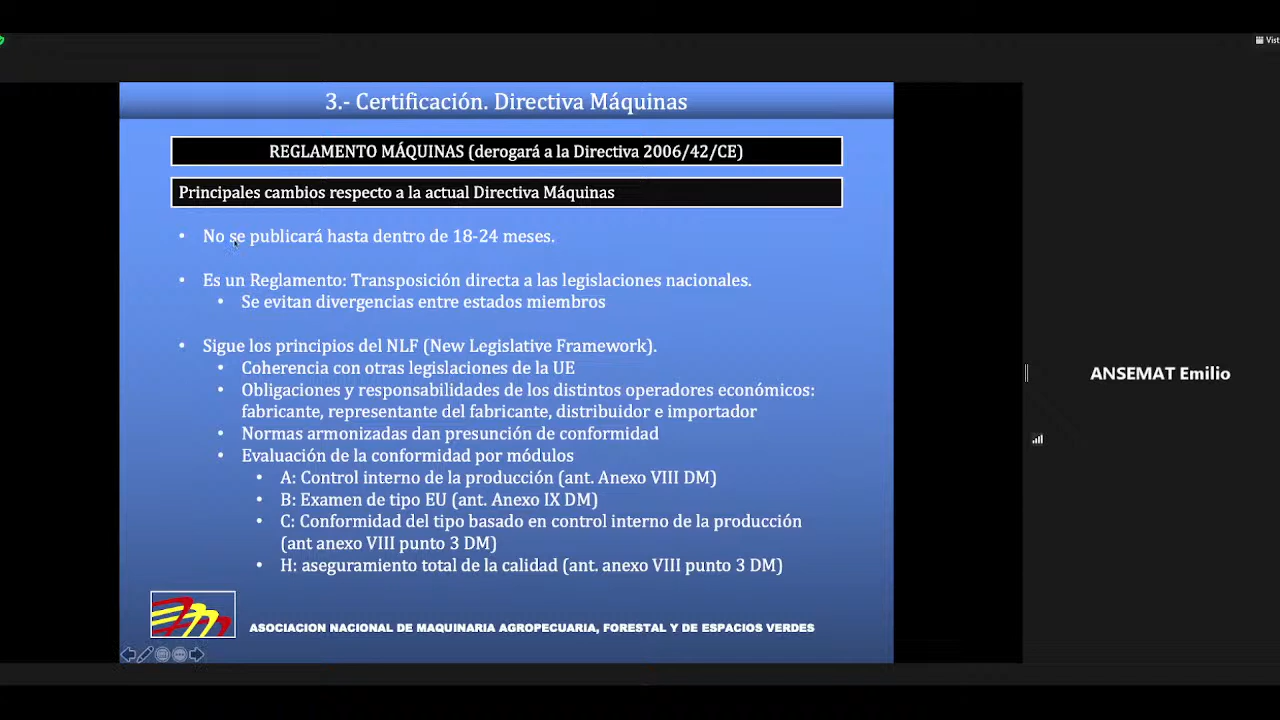 Vist
3.- Certificación. Directiva Máquinas
REGLAMENTO MÁQUINAS (derogará a la Directiva 2006/42/CE)
Principales cambios respecto a la actual Directiva Máquinas
• No se publicará hasta dentro de 18-24 meses.
• Es un Reglamento: Transposición directa a las legislaciones nacionales.
• Se evitan divergencias entre estados miembros
• Sigue los principios del NLF (New Legislative Framework).
• Coherencia con otras legislaciones de la UE
• Obligaciones y responsabilidades de los distintos operadores económicos:
fabricante, representante del fabricante, distribuidor e importador
• Normas armonizadas dan presunción de conformidad
• Evaluación de la conformidad por módulos
• A: Control interno de la producción (ant. Anexo VIII DM)
• B: Examen de tipo EU (ant. Anexo IX DM)
• C: Conformidad del tipo basado en control interno de la producción
(ant anexo VIII punto 3 DM)
• H: aseguramiento total de la calidad (ant. anexo VIII punto 3 DM)
ASOCIACION NACIONAL DE MAQUINARIA AGROPECUARIA, FORESTAL Y DE ESPACIOS VERDES
ANSEMAT Emilio